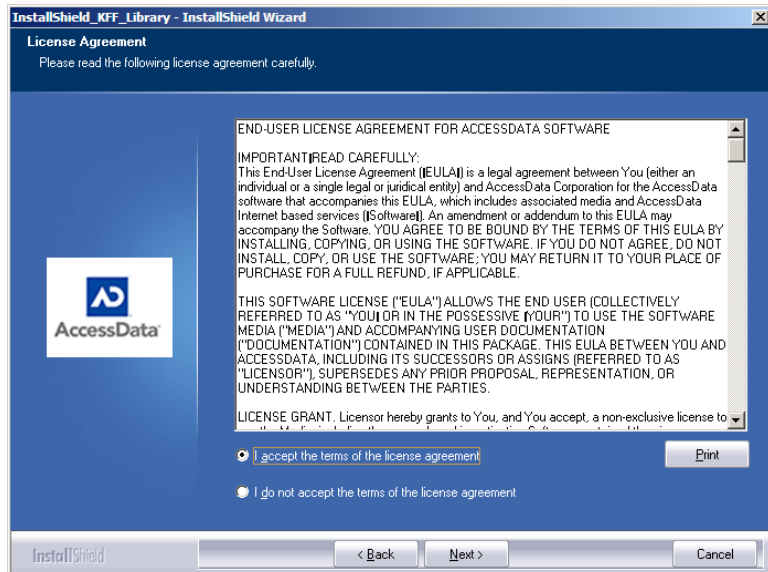 InstallShield_KFF_Library - InstallShield Wizard
License Agreement
Please read the following license agreement carefully.
END-USER LICENSE AGREEMENT FOR ACCESSDATA SOFTWARE
IMPORTANT|READ CAREFULLY:
This End-User License Agreement (|EULA|) is a legal agreement between You (either an
individual or a single legal or juridical entity) and AccessData Corporation for the AccessData
software that accompanies this EULA, which includes associated media and AccessData
Internet based services (|Software|). An amendment or addendum to this EULA may
accompany the Software. YOU AGREE TO BE BOUND BY THE TERMS OF THIS EULA BY
INSTALLING, COPYING, OR USING THE SOFTWARE. IF YOU DO NOT AGREE, DO NOT
INSTALL, COPY, OR USE THE SOFTWARE; YOU MAY RETURN IT TO YOUR PLACE OF
PURCHASE FOR A FULL REFUND, IF APPLICABLE.
THIS SOFTWARE LICENSE ("EULA") ALLOWS THE END USER (COLLECTIVELY
REFERRED TO AS "YOU| OR IN THE POSSESSIVE |YOUR") TO USE THE SOFTWARE
MEDIA ("MEDIA") AND ACCOMPANYING USER DOCUMENTATION
("DOCUMENTATION") CONTAINED IN THIS PACKAGE. THIS EULA BETWEEN YOU AND
ACCESSDATA, INCLUDING ITS SUCCESSORS OR ASSIGNS (REFERRED TO AS
"LICENSOR"), SUPERSEDES ANY PRIOR PROPOSAL, REPRESENTATION, OR
UNDERSTANDING BETWEEN THE PARTIES.
LICENSE GRANT. Licensor hereby grants to You, and You accept, a non-exclusive license to
AccessData
I accept the terms of the license agreement
Print
I do not accept the terms of the license agreement
InstallShield
< Back
Next >
Cancel